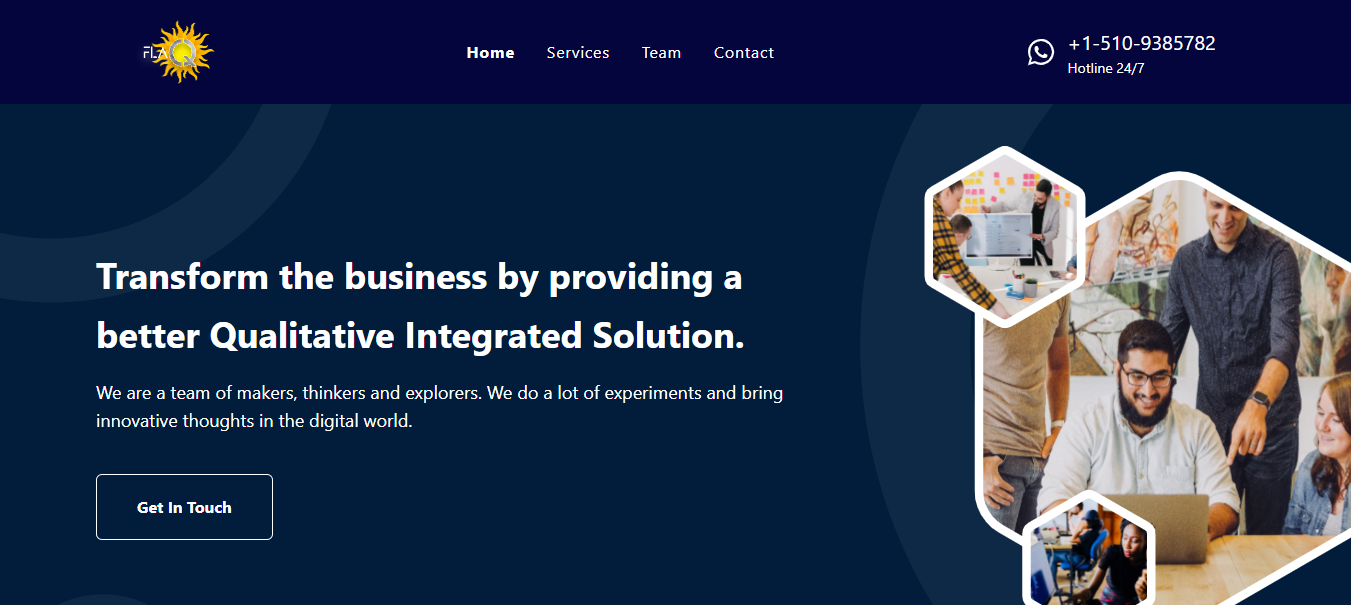 FLAQ
Home Services Team Contact
+1-510-9385782
Hotline 24/7
Transform the business by providing a
better Qualitative Integrated Solution.
We are a team of makers, thinkers and explorers. We do a lot of experiments and bring
innovative thoughts in the digital world.
Get In Touch